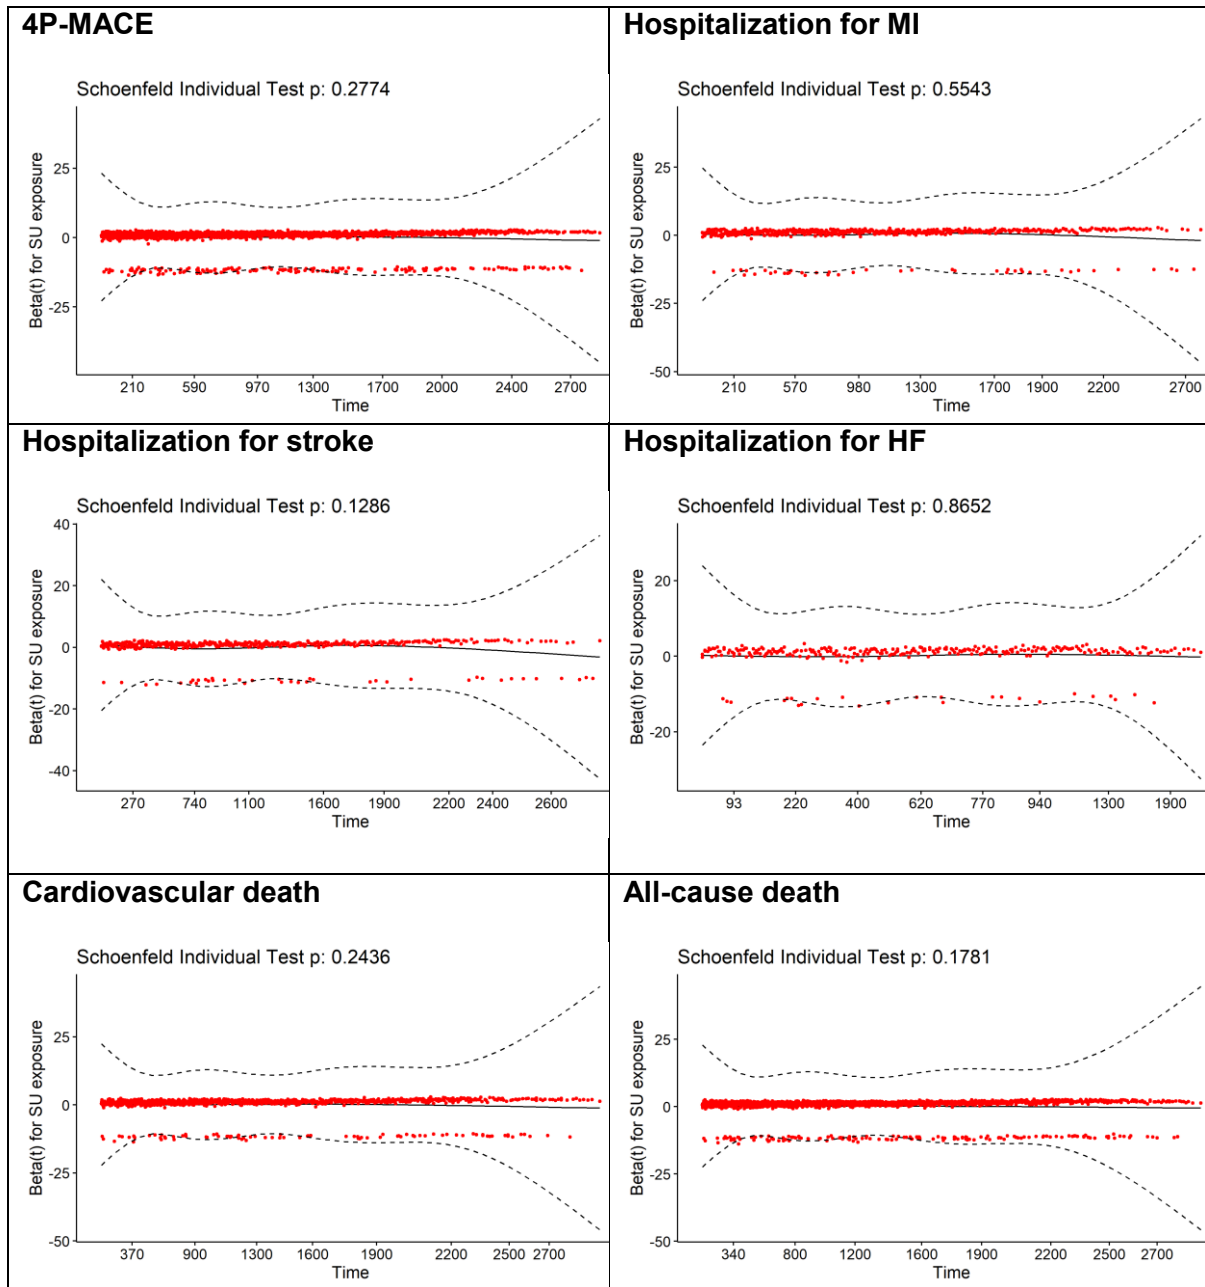 4P-MACE
Schoenfeld Individual Test p: 0.2774
Beta(t) for SU exposure
25
0
-25
210 590 970 1300 1700 2000 2400 2700
Time
Hospitalization for MI
Schoenfeld Individual Test p: 0.5543
Beta(t) for SU exposure
25
0
-25
-50
210 570 980 1300 1700 1900 2200 2700
Time
Hospitalization for stroke
Schoenfeld Individual Test p: 0.1286
Beta(t) for SU exposure
40
20
0
-20
-40
270 740 1100 1600 1900 2200 2400 2600
Time
Hospitalization for HF
Schoenfeld Individual Test p: 0.8652
Beta(t) for SU exposure
20
0
-20
93 220 400 620 770 940 1300 1900
Time
Cardiovascular death
Schoenfeld Individual Test p: 0.2436
Beta(t) for SU exposure
25
0
-25
-50
370 900 1300 1600 1900 2200 2500 2700
Time
All-cause death
Schoenfeld Individual Test p: 0.1781
Beta(t) for SU exposure
25
0
-25
-50
340 800 1200 1600 1900 2200 2500 2700
Time